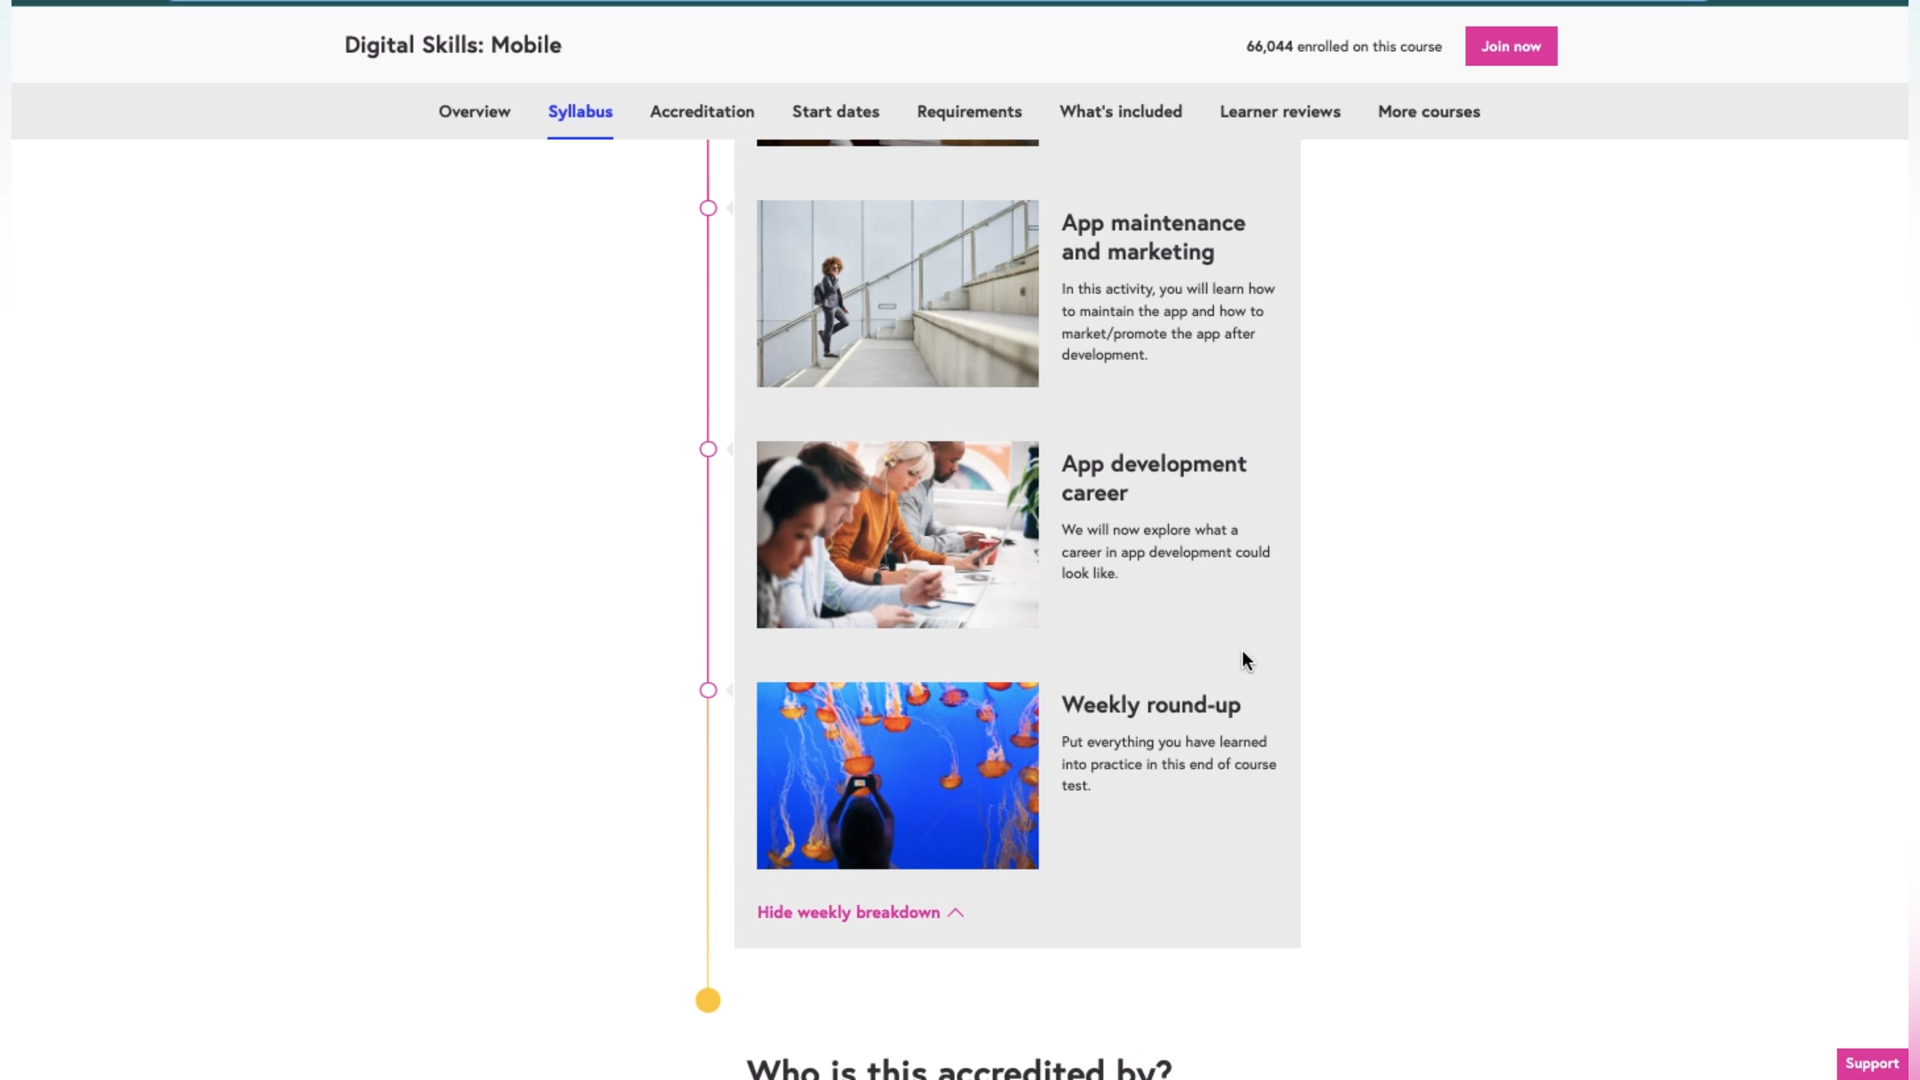 Digital Skills: Mobile
66,044 enrolled on this course
Join now
Overview
Syllabus
Accreditation
Start dates
Requirements
What's included
Learner reviews
More courses
App maintenance
and marketing
In this activity, you will learn how
to maintain the app and how to
market/promote the app after
development.
App development
career
We will now explore what a
career in app development could
look like.
Weekly round-up
Put everything you have learned
into practice in this end of course
test.
Hide weekly breakdown
Who is this accredited by?
Support